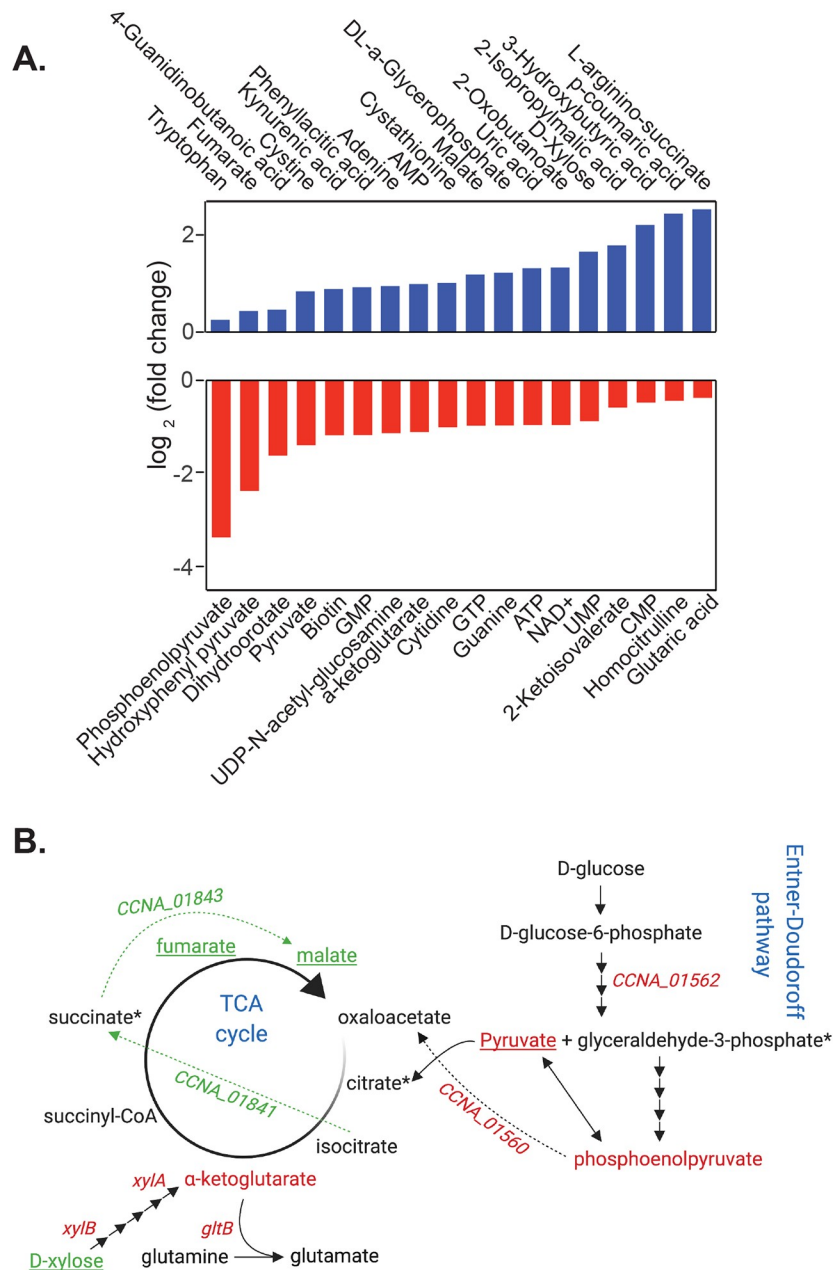 A.
Tryptophan
Fumarate
4-Guanidinobutanoic acid
Cystine
Kynurenic acid
Phenyllacitic acid
Adenine
AMP
Cystathionine
Malate
DL-a-Glycerophosphate
Uric acid
2-Oxobutanoate
D-Xylose
2-Isopropylmalic acid
3-Hydroxybutyric acid
p-coumaric acid
L-arginino-succinate
2
0
log 2 (fold change)
0
-2
-4
Phosphoenolpyruvate
Hydroxyphenyl pyruvate
Dihydroorotate
Pyruvate
Biotin
GMP
UDP-N-acetyl-glucosamine
a-ketoglutarate
Cytidine
GTP
Guanine
ATP
NAD+
UMP
2-Ketoisovalerate
CMP
Homocitrulline
Glutaric acid
B.
Entner-Doudoroff
pathway
D-glucose
D-glucose-6-phosphate
CCNA_01562
Pyruvate + glyceraldehyde-3-phosphate*
phosphoenolpyruvate
CCNA_01560
CCNA_01843
fumarate
malate
TCA
cycle
succinate*
oxaloacetate
citrate*
CCNA_01841
succinyl-CoA
isocitrate
xylA
α-ketoglutarate
xylB
gltB
D-xylose
glutamine
glutamate